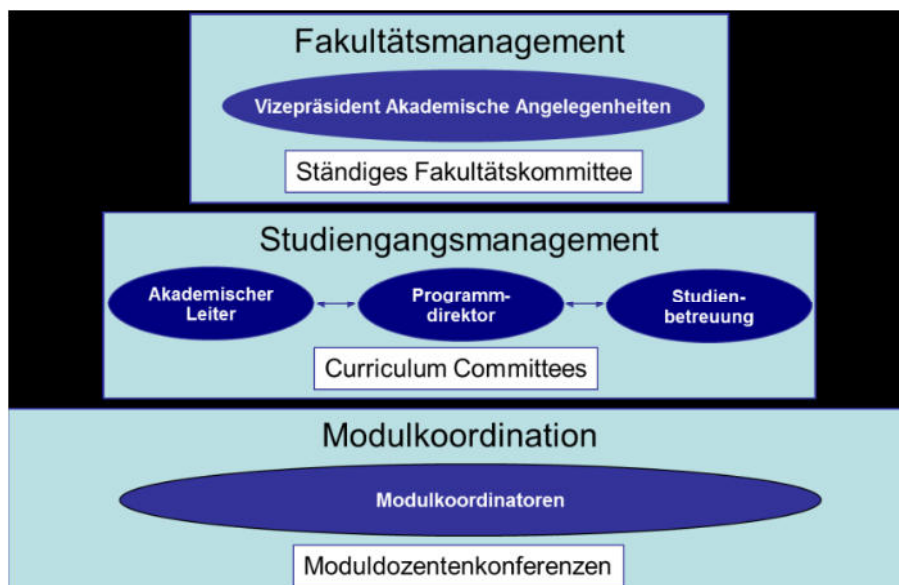 Fakultätsmanagement
Vizepräsident Akademische Angelegenheiten
Ständiges Fakultätskommittee
Studiengangsmanagement
Akademischer
Leiter
Programm-
direktor
Studien-
betreuung
Curriculum Committees
Modulkoordination
Modulkoordinatoren
Moduldozentenkonferenzen